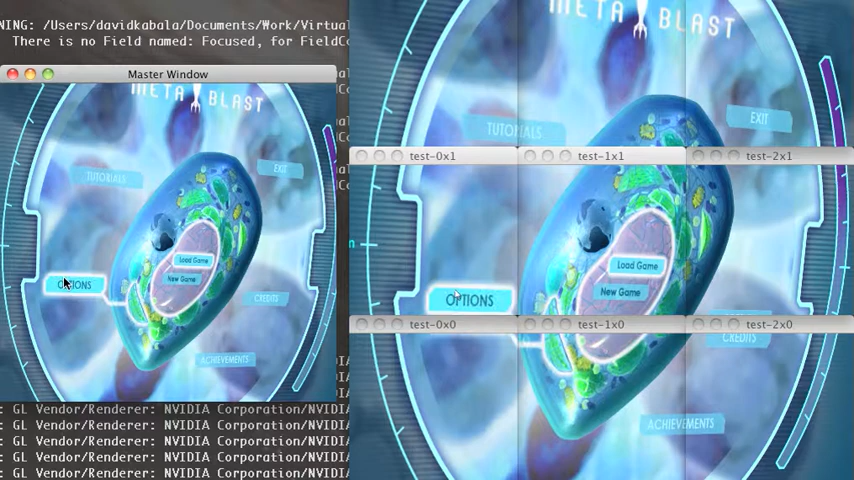 NING: /Users/davidkabala/Documents/Work/Virtual
There is no Field named: Focused, for FieldCo
Master Window
META BLAST
TUTORIALS
EXIT
Load Game
New Game
OPTIONS
CREDITS
ACHIEVEMENTS
: GL Vendor/Renderer: NVIDIA Corporation/NVIDIA
: GL Vendor/Renderer: NVIDIA Corporation/NVIDIA
: GL Vendor/Renderer: NVIDIA Corporation/NVIDIA
: GL Vendor/Renderer: NVIDIA Corporation/NVIDIA
: GL Vendor/Renderer: NVIDIA Corporation/NVIDIA
META BLAST
TUTORIALS
EXIT
test-0x1 test-1x1 test-2x1
Load Game
New Game
OPTIONS
test-0x0 test-1x0 test-2x0
CREDITS
ACHIEVEMENTS